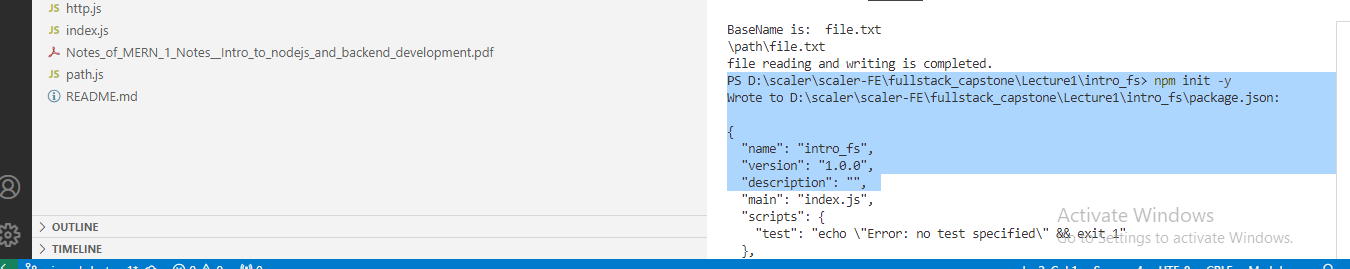 JS http.js
JS index.js
Notes_of_MERN_1_Notes__Intro_to_nodejs_and_backend_development.pdf
JS path.js
README.md
OUTLINE
TIMELINE
BaseName is:  file.txt
\path\file.txt
file reading and writing is completed.
PS D:\scaler\scaler-FE\fullstack_capstone\Lecture1\intro_fs> npm init -y
Wrote to D:\scaler\scaler-FE\fullstack_capstone\Lecture1\intro_fs\package.json:
{
"name": "intro_fs",
"version": "1.0.0",
"description": "",
"main": "index.js",
"scripts": {
"test": "echo \"Error: no test specified\" && exit 1"
},
Activate Windows
Go to Settings to activate Windows.